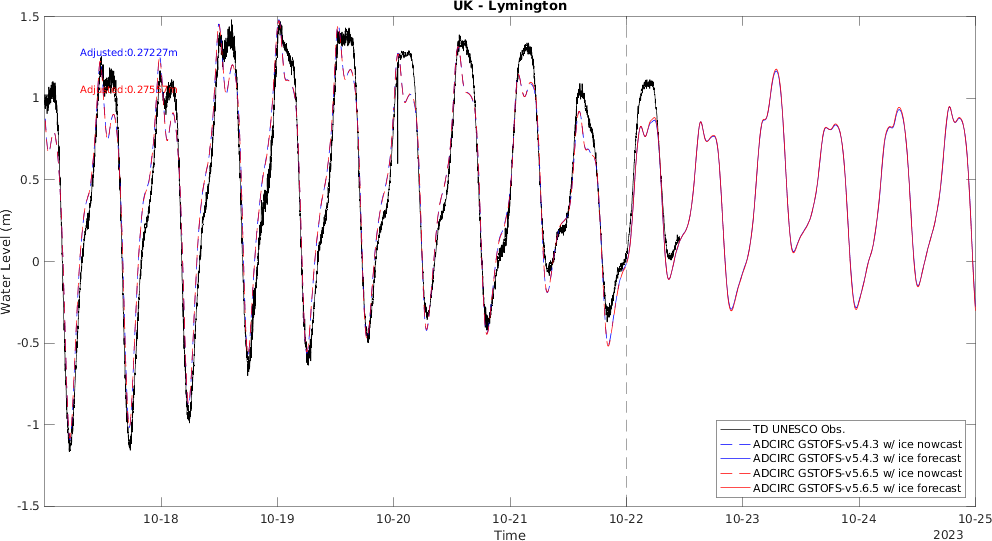 UK - Lymington
1.5
1
0.5
0
-0.5
-1
-1.5
Water Level (m)
Adjusted:0.27227m
TD UNESCO Obs.
ADCIRC GSTOFS-v5.4.3 w/ ice nowcast
ADCIRC GSTOFS-v5.4.3 w/ ice forecast
ADCIRC GSTOFS-v5.6.5 w/ ice nowcast
ADCIRC GSTOFS-v5.6.5 w/ ice forecast
10-18
10-19
10-20
10-21
10-22
10-23
10-24
10-25
Time
2023